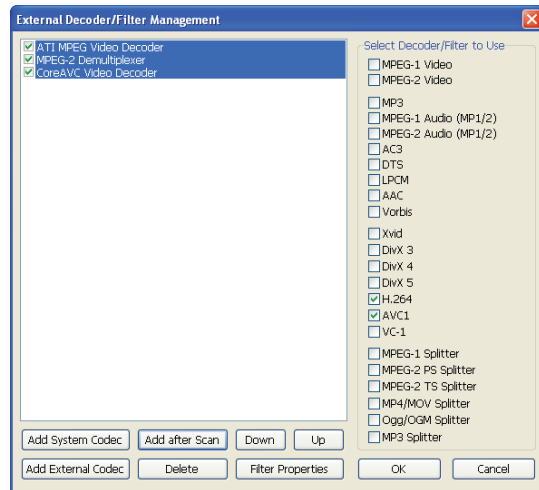 External Decoder/Filter Management
ATI MPEG Video Decoder
MPEG-2 Demultiplexer
CoreAVC Video Decoder
Select Decoder/Filter to Use
MPEG-1 Video
MPEG-2 Video
MP3
MPEG-1 Audio (MP1/2)
MPEG-2 Audio (MP1/2)
AC3
DTS
LPCM
AAC
Vorbis
Xvid
DivX 3
DivX 4
DivX 5
H.264
AVC1
VC-1
MPEG-1 Splitter
MPEG-2 PS Splitter
MPEG-2 TS Splitter
MP4/MOV Splitter
Ogg/OGM Splitter
MP3 Splitter
Add System Codec
Add after Scan
Down
Up
Add External Codec
Delete
Filter Properties
OK
Cancel